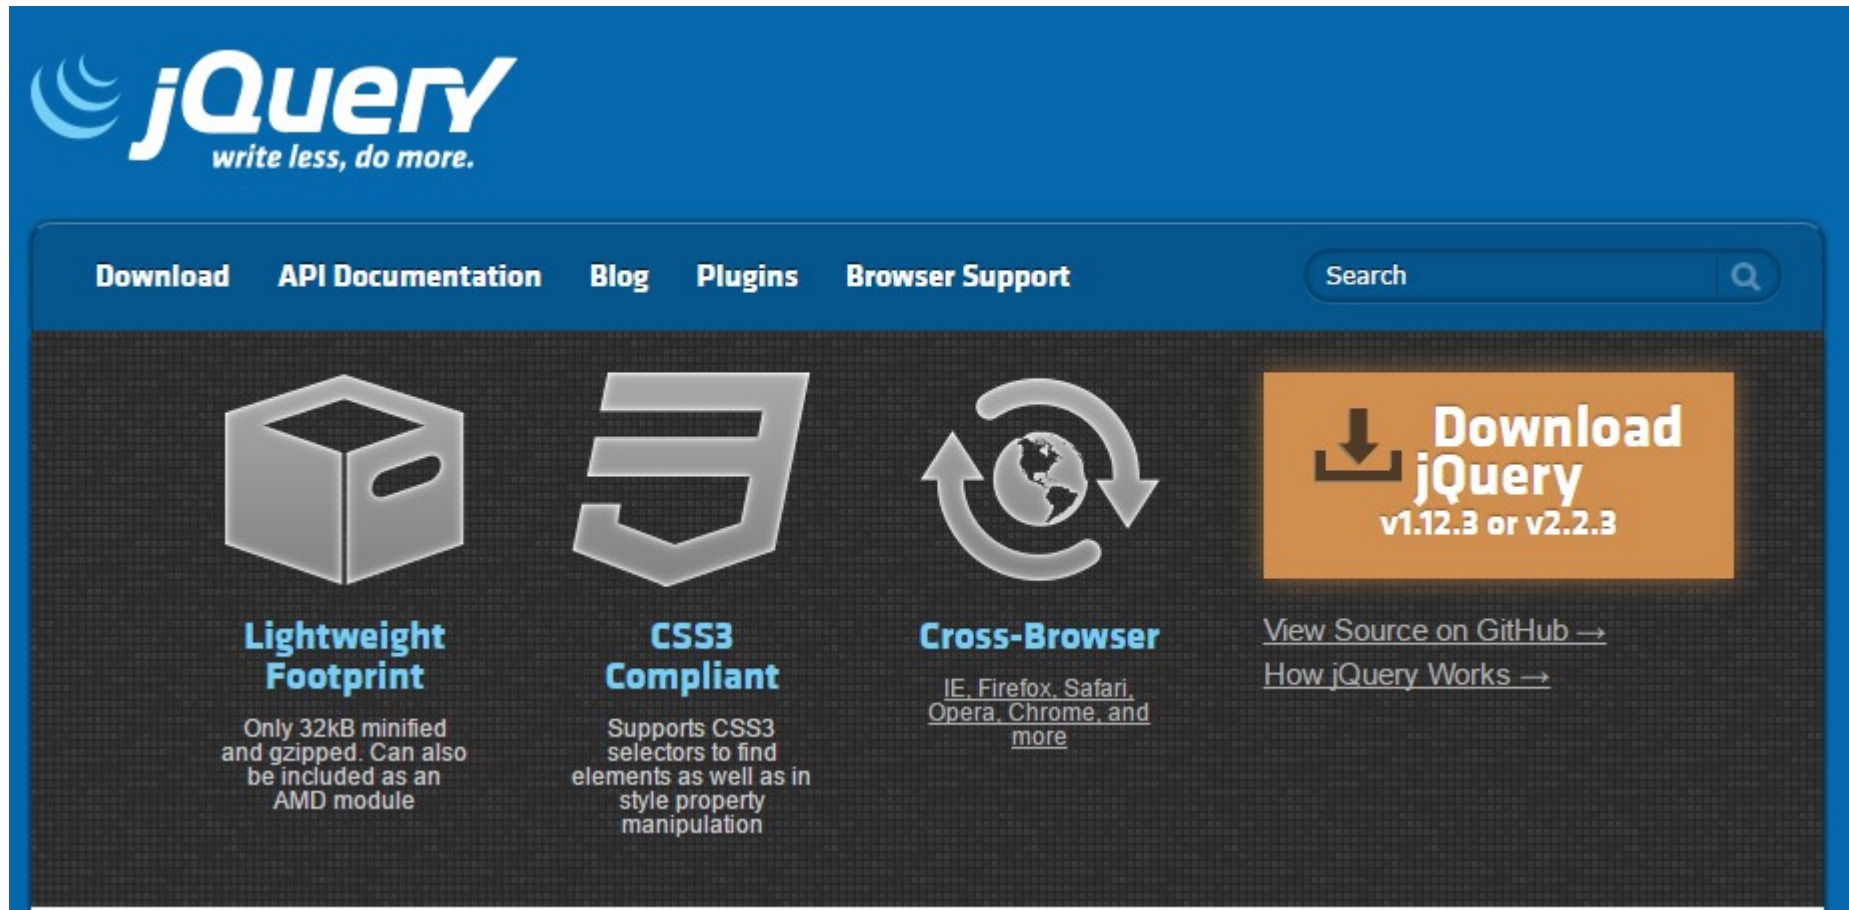 jQuery
write less, do more.
Download API Documentation Blog Plugins Browser Support Search
Lightweight
Footprint
Only 32kB minified
and gzipped. Can also
be included as an
AMD module
CSS3
Compliant
Supports CSS3
selectors to find
elements as well as in
style property
manipulation
Cross-Browser
IE, Firefox, Safari,
Opera, Chrome, and
more
Download
jQuery
v1.12.3 or v2.2.3
View Source on GitHub →
How jQuery Works →